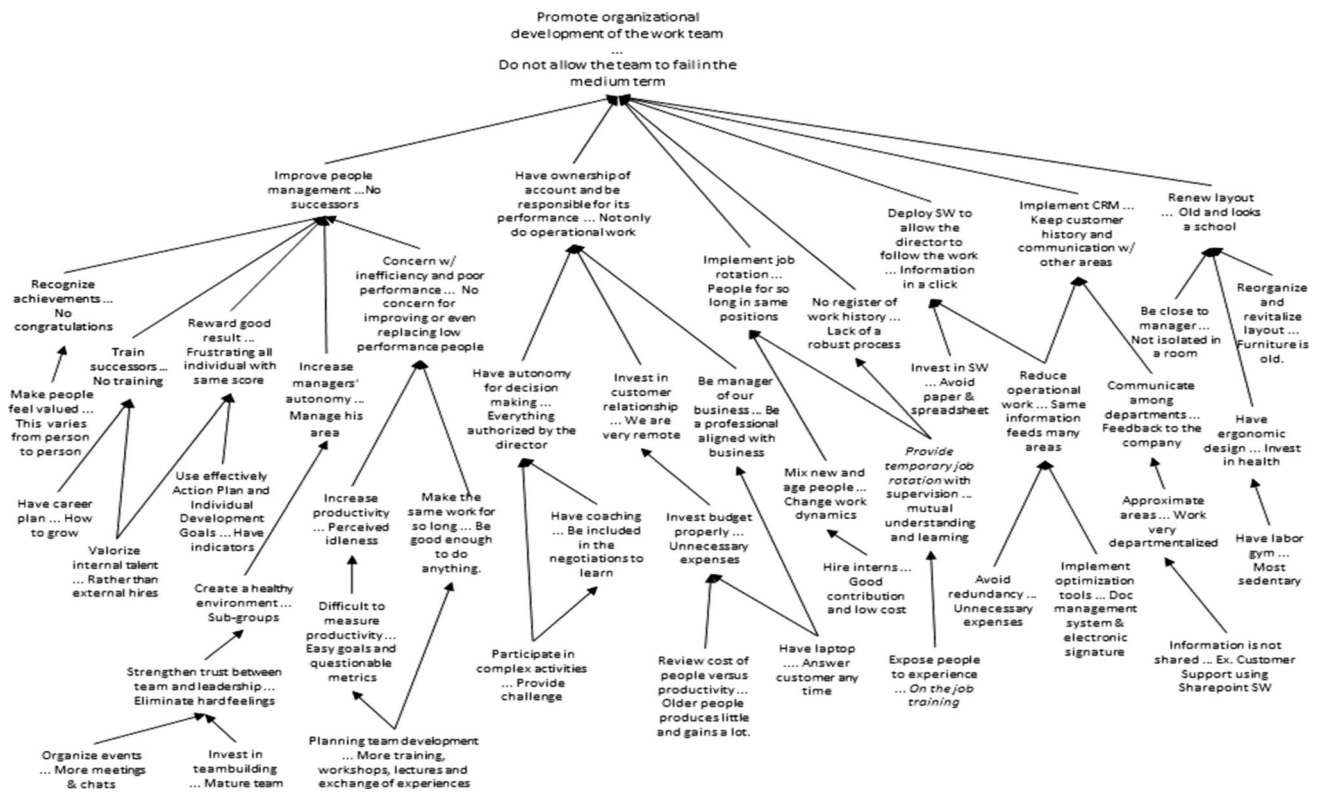 Promote organizational
development of the work team
...
Do not allow the team to fail in the
medium term
Improve people
management ... No
successors
Have ownership of
account and be
responsible for its
performance ... Not only
do operational work
Implement job
rotation ...
People for so
long in same
positions
No register of
work history ...
Lack of a
robust process
Deploy SW to
allow the
director to
follow the work
... Information
in a click
Implement CRM ...
Keep customer
history and
communication w/
other areas
Renew layout
... Old and looks
a school
Recognize
achievements ...
No
congratulations
Train
successors ...
No training
Reward good
result ...
Frustrating all
individual with
same score
Increase
managers'
autonomy ...
Manage his
area
Concern w/
inefficiency and poor
performance ... No
concern for
improving or even
replacing low
performance people
Have autonomy
for decision
making ...
Everything
authorized by the
director
Invest in
customer
relationship
... We are
very remote
Be manager
of our
business ... Be
a professional
aligned with
business
Invest in SW
... Avoid
paper &
spreadsheet
Reduce
operational
work ... Same
information
feeds many
areas
Communicate
among
departments ...
Feedback to the
company
Be close to
manager ...
Not isolated in
a room
Reorganize
and
revitalize
layout ...
Furniture is
old.
Have
ergonomic
design ... Invest
in health
Make people
feel valued ...
This varies
from person
to person
Have career
plan ... How
to grow
Valorize
internal talent
... Rather than
external hires
Use effectively
Action Plan and
Individual
Development
Goals ... Have
indicators
Create a healthy
environment ...
Sub-groups
Increase
productivity
... Perceived
idleness
Make the
same work for
so long ... Be
good enough
to do
anything.
Have coaching
... Be included
in the
negotiations to
learn
Invest budget
properly ...
Unnecessary
expenses
Mix new and
age people ...
Change work
dynamics
Provide
temporary job
rotation with
supervision ...
mutual
understanding
and learning
Approximate
areas ... Work
very
departmentalized
Have labor
gym ...
Most
sedentary
Strengthen trust between
team and leadership ...
Eliminate hard feelings
Difficult to
measure
productivity ...
Easy goals and
questionable
metrics
Participate in
complex activities
... Provide
challenge
Review cost of
people versus
productivity ...
Older people
produces little
and gains a lot.
Have laptop
.... Answer
customer any
time
Hire interns ...
Good
contribution
and low cost
Expose people
to experience
... On the job
training
Avoid
redundancy ...
Unnecessary
expenses
Implement
optimization
tools ... Doc
management
system &
electronic
signature
Information is not
shared ... Ex. Customer
Support using
Sharepoint SW
Organize events
... More meetings
& chats
Invest in
teambuilding
... Mature team
Planning team development
... More training,
workshops, lectures and
exchange of experiences